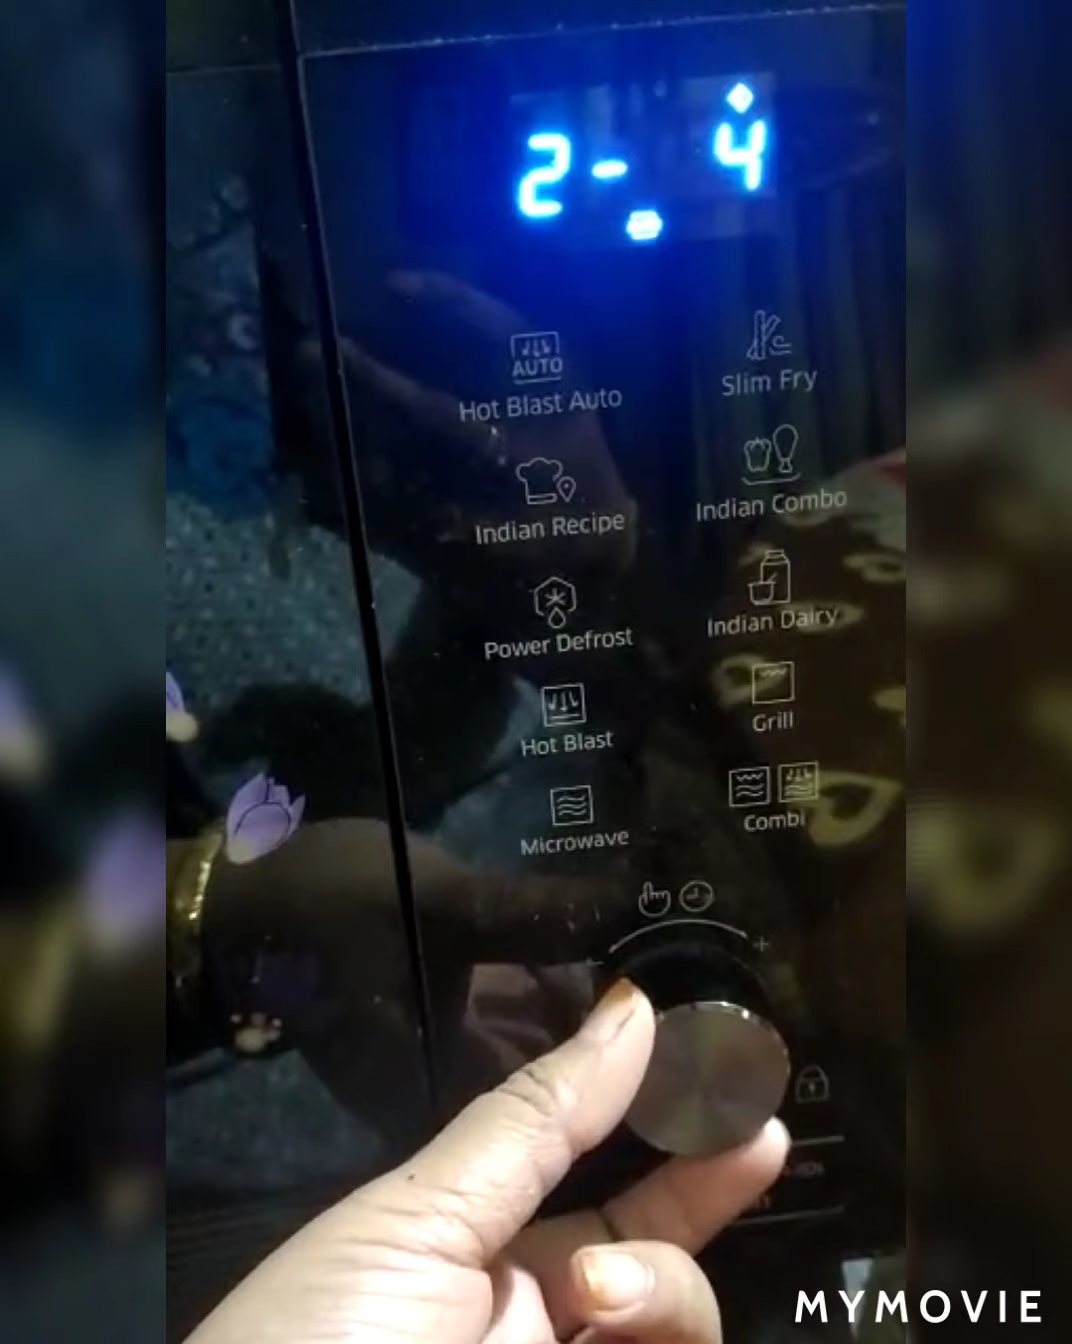 2- 4
AUTO
Hot Blast Auto
Slim Fry
Indian Recipe
Indian Combo
Power Defrost
Indian Dairy
Hot Blast
Grill
Microwave
Combi
- +
MYMOVIE